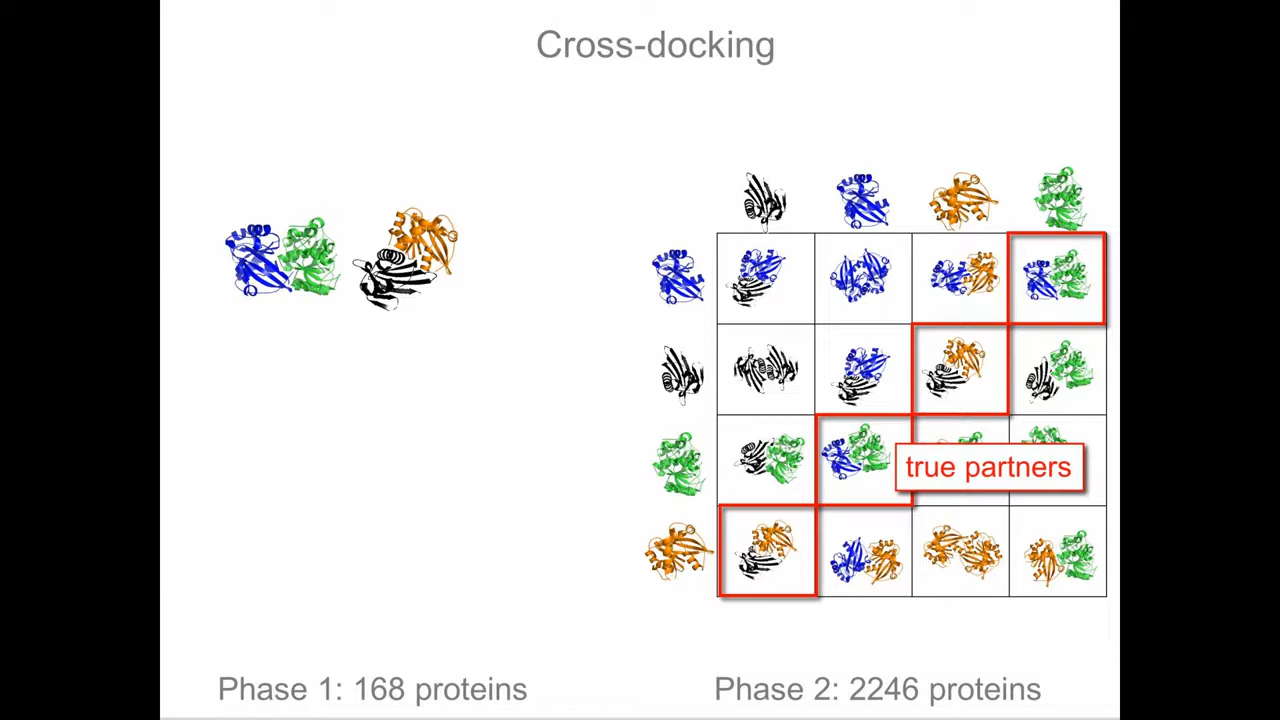 Cross-docking
true partners
Phase 1: 168 proteins
Phase 2: 2246 proteins